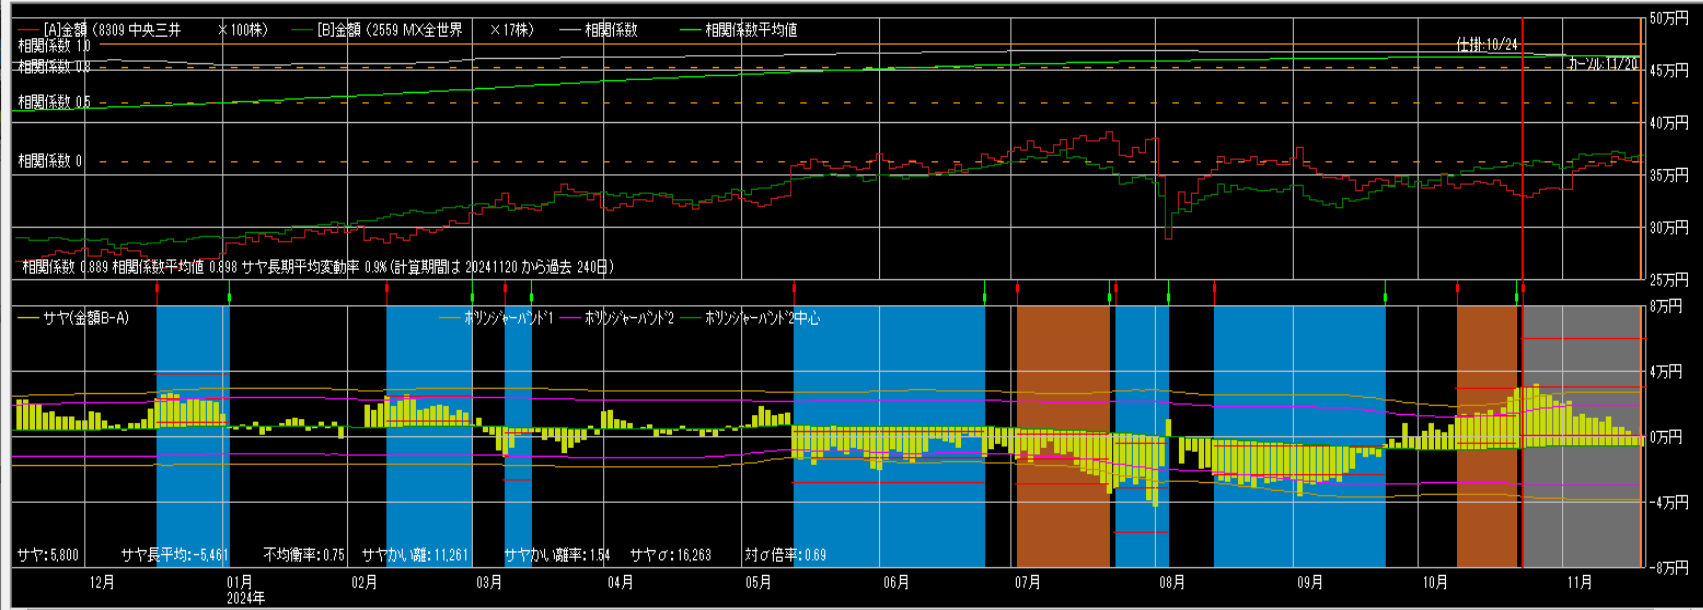 [A]金額 (8309 中央三井 ×100株) [B]金額 (2559 MX全世界 ×17株) 相関係数 相関係数平均値
50万円
相関係数 1.0
仕掛:10/24
カーソル:11/20
相関係数 0.8
45万円
相関係数 0.5
40万円
相関係数 0
35万円
30万円
相関係数 0.889 相関係数平均値 0.898 サヤ長期平均変動率 0.9% (計算期間は 20241120 から過去 240日)
25万円
8万円
サヤ(金額B-A) ボリンジャーバンド1 ボリンジャーバンド2 ボリンジャーバンド2中心
4万円
0万円
-4万円
サヤ:5,800 サヤ長平均:-5,461 不均衡率:0.75 サヤかい離:11,261 サヤかい離率:1.54 サヤσ:16,263 対σ倍率:0.69
-8万円
12月 01月 02月 03月 04月 05月 06月 07月 08月 09月 10月 11月
2024年